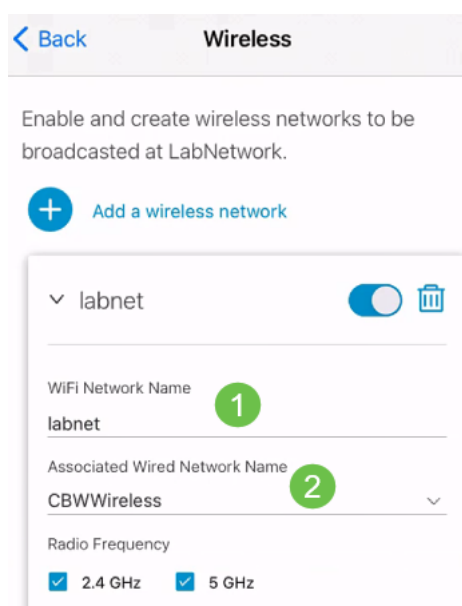 Back Wireless
Enable and create wireless networks to be
broadcasted at LabNetwork.
Add a wireless network
labnet
WiFi Network Name
1
labnet
Associated Wired Network Name
2
CBWWireless
Radio Frequency
2.4 GHz 5 GHz